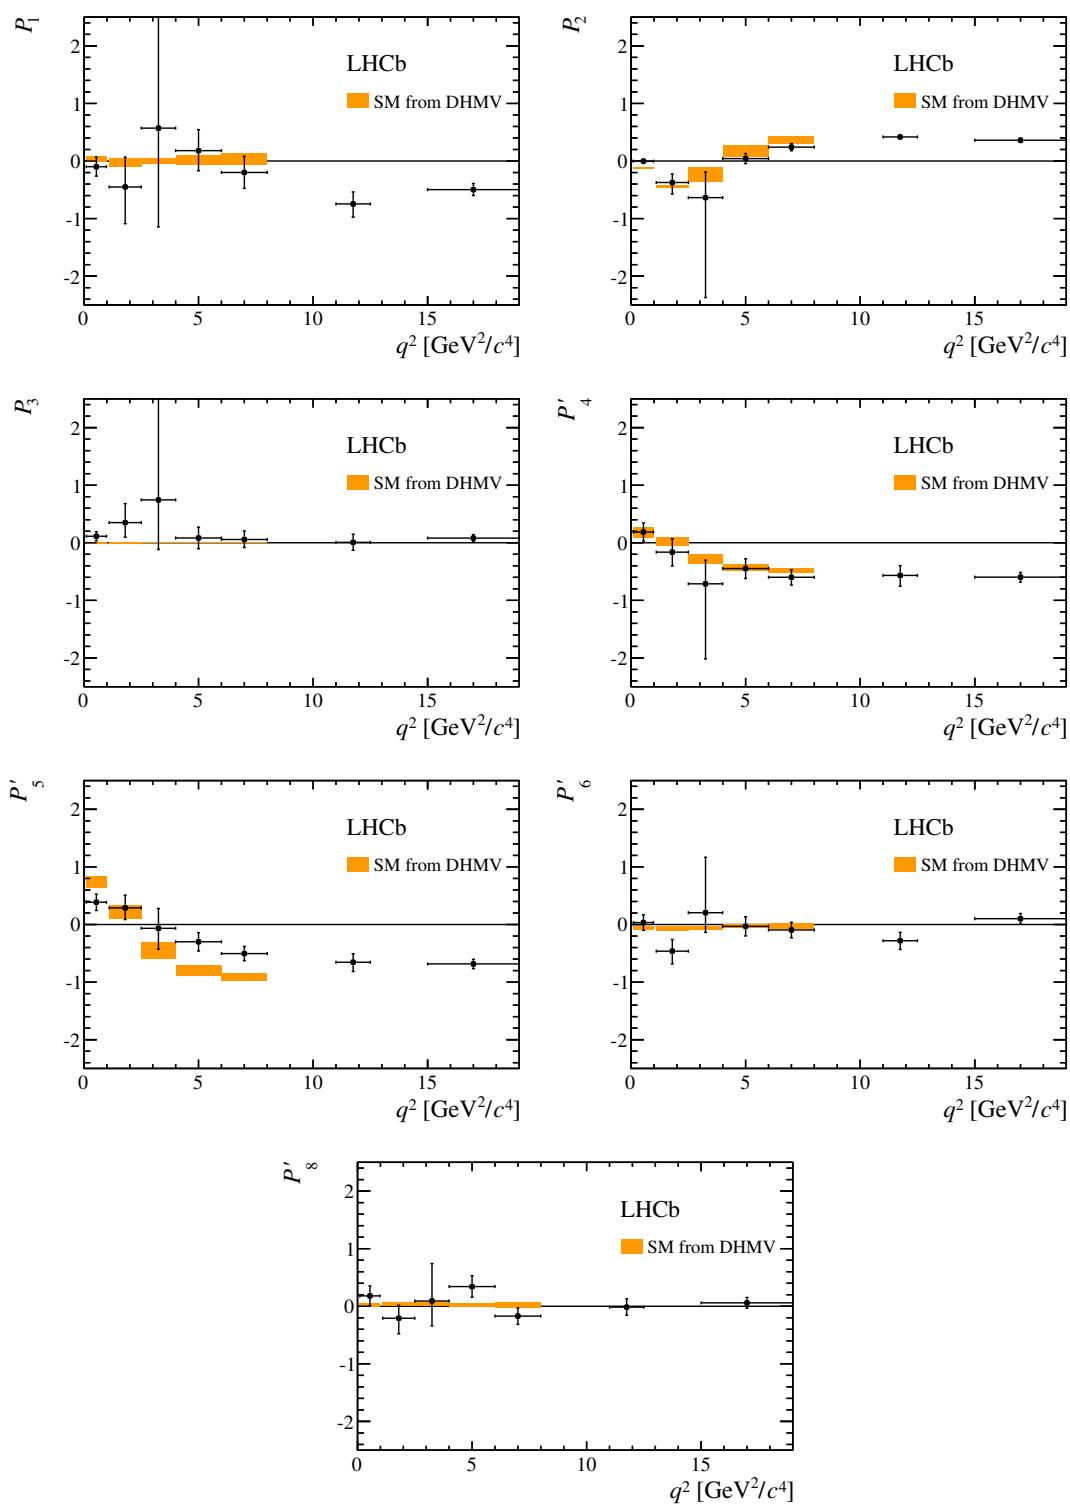 P1
2
1
0
-1
-2
LHCb
SM from DHMV
0 5 10 15
q² [GeV²/c⁴]
P2
2
1
0
-1
-2
LHCb
SM from DHMV
0 5 10 15
q² [GeV²/c⁴]
P3
2
1
0
-1
-2
LHCb
SM from DHMV
0 5 10 15
q² [GeV²/c⁴]
P'4
2
1
0
-1
-2
LHCb
SM from DHMV
0 5 10 15
q² [GeV²/c⁴]
P'5
2
1
0
-1
-2
LHCb
SM from DHMV
0 5 10 15
q² [GeV²/c⁴]
P'6
2
1
0
-1
-2
LHCb
SM from DHMV
0 5 10 15
q² [GeV²/c⁴]
P'8
2
1
0
-1
-2
LHCb
SM from DHMV
0 5 10 15
q² [GeV²/c⁴]